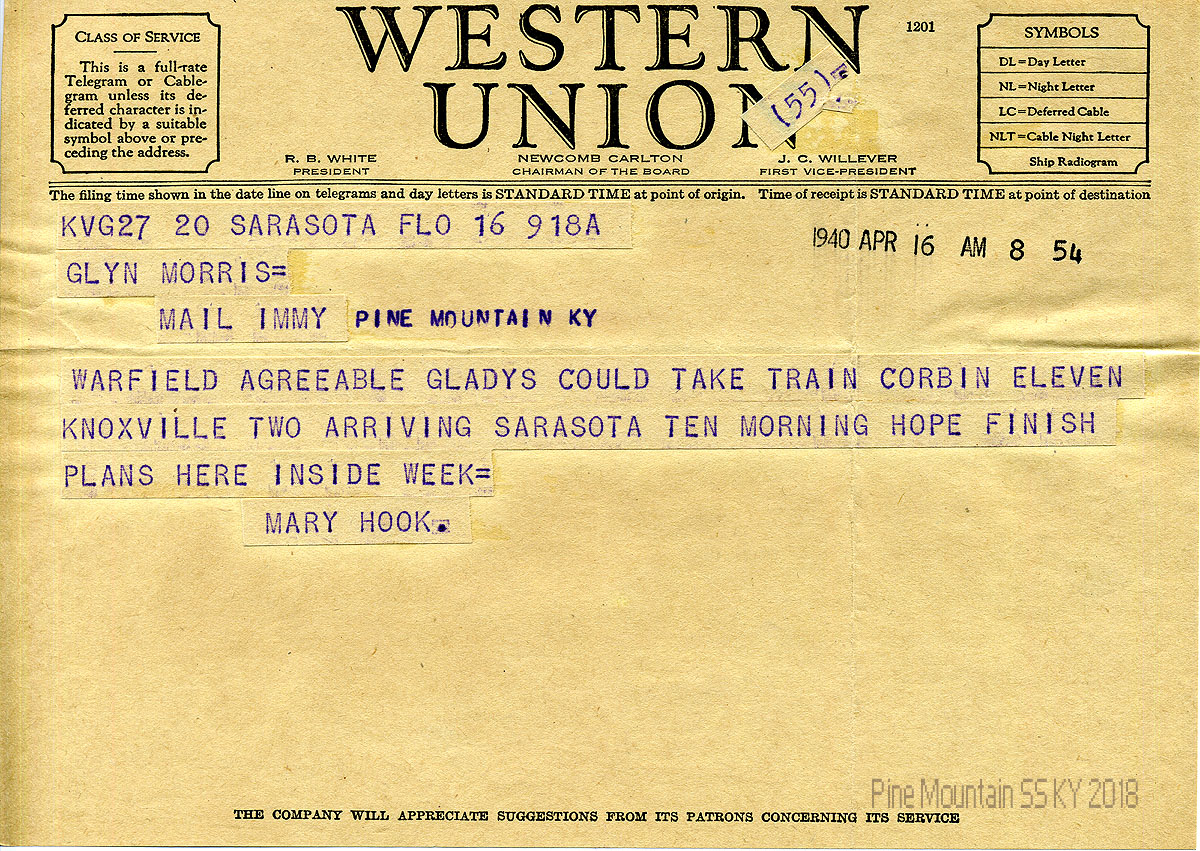 CLASS OF SERVICE
This is a full-rate
Telegram or Cable-
gram unless its de-
ferred character is in-
dicated by a suitable
symbol above or pre-
ceding the address.
WESTERN
UNION
1201
(55)
R. B. WHITE
PRESIDENT
NEWCOMB CARLTON
CHAIRMAN OF THE BOARD
J. C. WILLEVER
FIRST VICE-PRESIDENT
SYMBOLS
DL=Day Letter
NL=Night Letter
LC=Deferred Cable
NLT=Cable Night Letter
Ship Radiogram
The filing time shown in the date line on telegrams and day letters is STANDARD TIME at point of origin. Time of receipt is STANDARD TIME at point of destination
KVG27 20 SARASOTA FLO 16 918A
1940 APR 16 AM 8 54
GLYN MORRIS=
MAIL IMMY PINE MOUNTAIN KY
WARFIELD AGREEABLE GLADYS COULD TAKE TRAIN CORBIN ELEVEN
KNOXVILLE TWO ARRIVING SARASOTA TEN MORNING HOPE FINISH
PLANS HERE INSIDE WEEK=
MARY HOOK.
Pine Mountain SS KY 2018
THE COMPANY WILL APPRECIATE SUGGESTIONS FROM ITS PATRONS CONCERNING ITS SERVICE